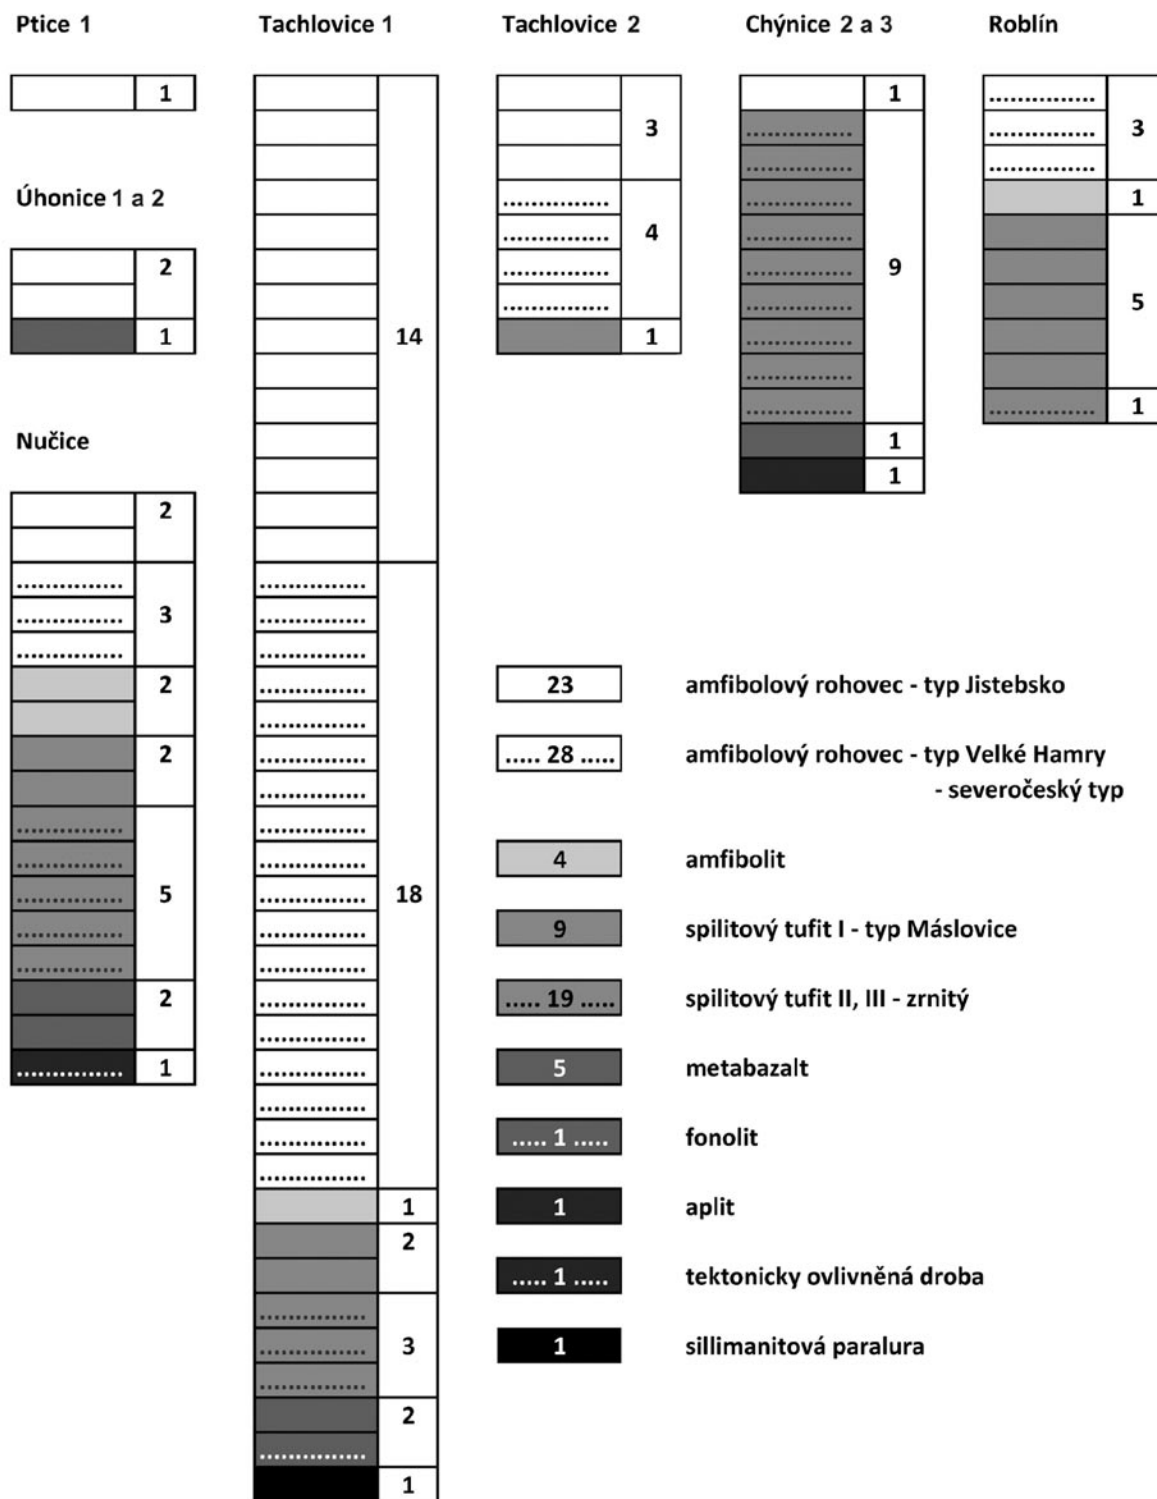 Ptice 1
1
Úhonice 1 a 2
2
1
Nučice
2
3
2
2
5
2
1
Tachlovice 1
14
18
1
2
3
2
1
Tachlovice 2
3
4
1
Chýnice 2 a 3
1
9
1
1
Roblín
3
1
5
1
23 amfibolový rohovec - typ Jistebsko
..... 28 ..... amfibolový rohovec - typ Velké Hamry
- severočeský typ
4 amfibolit
9 spilitový tufit I - typ Máslovice
..... 19 ..... spilitový tufit II, III - zrnitý
5 metabazalt
..... 1 ..... fonolit
1 aplit
..... 1 ..... tektonicky ovlivněná droba
1 sillimanitová paralura